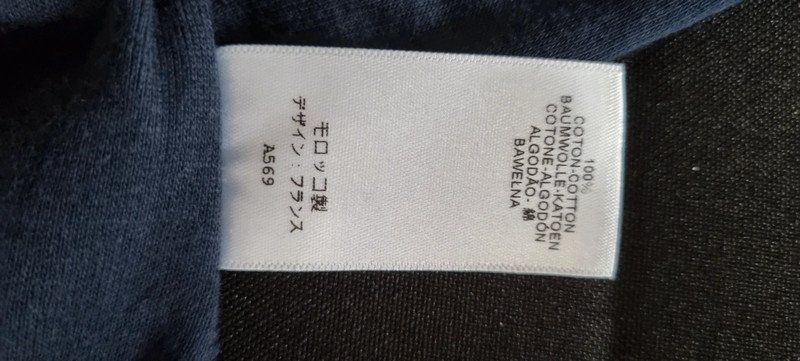 100%
COTON-COTTON
BAUMWOLLE-KATOEN
COTONE-ALGODÓN
ALGODÃO- 綿
BAWEŁNA
モロッコ製
デザイン：フランス
A569